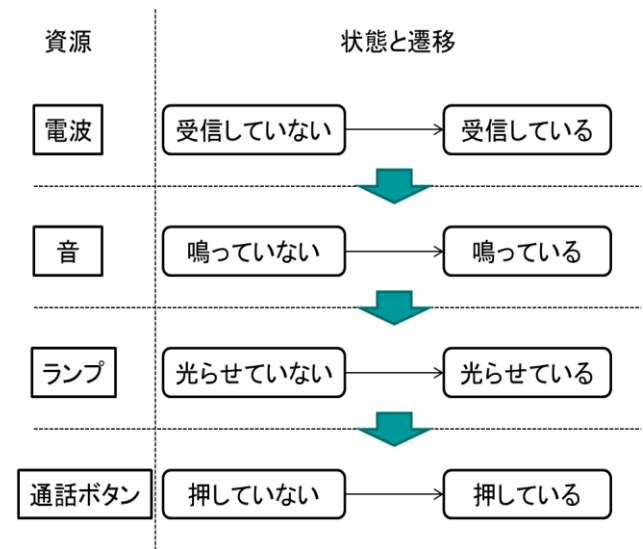 資源
状態と遷移
電波
受信していない
受信している
音
鳴っていない
鳴っている
ランプ
光らせていない
光らせている
通話ボタン
押していない
押している